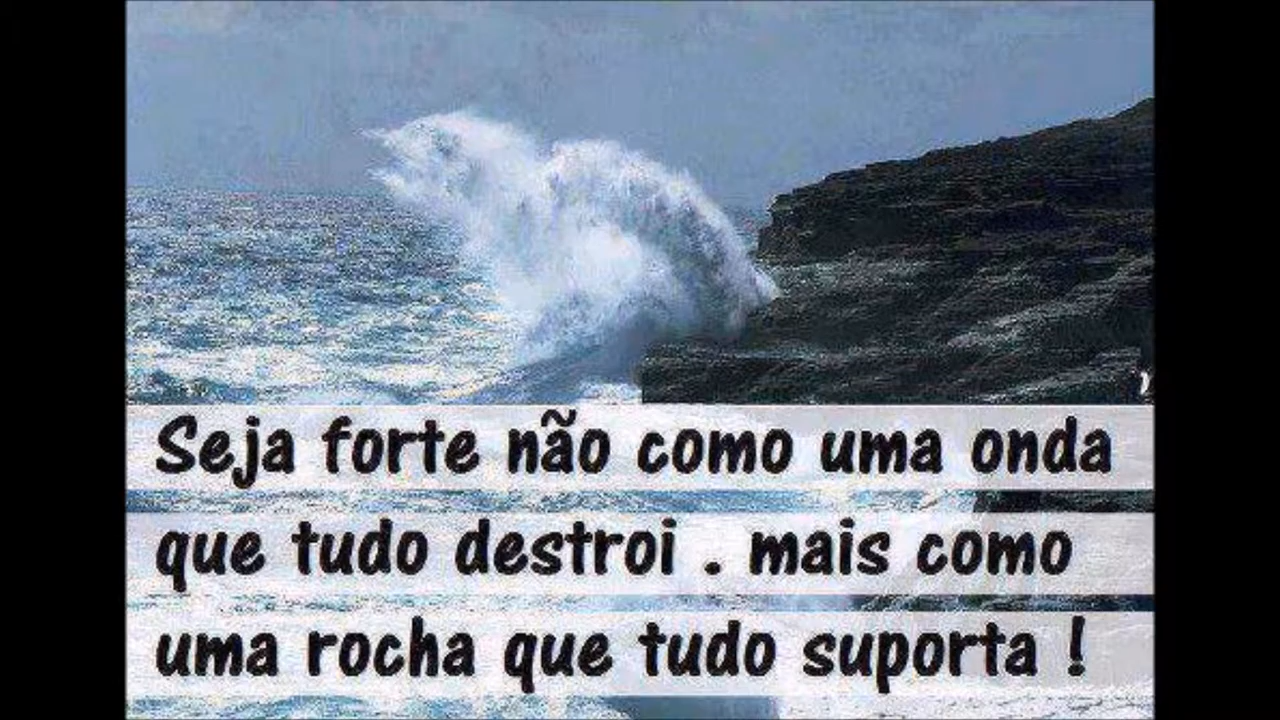 Seja forte não como uma onda
que tudo destroi . mais como
uma rocha que tudo suporta !